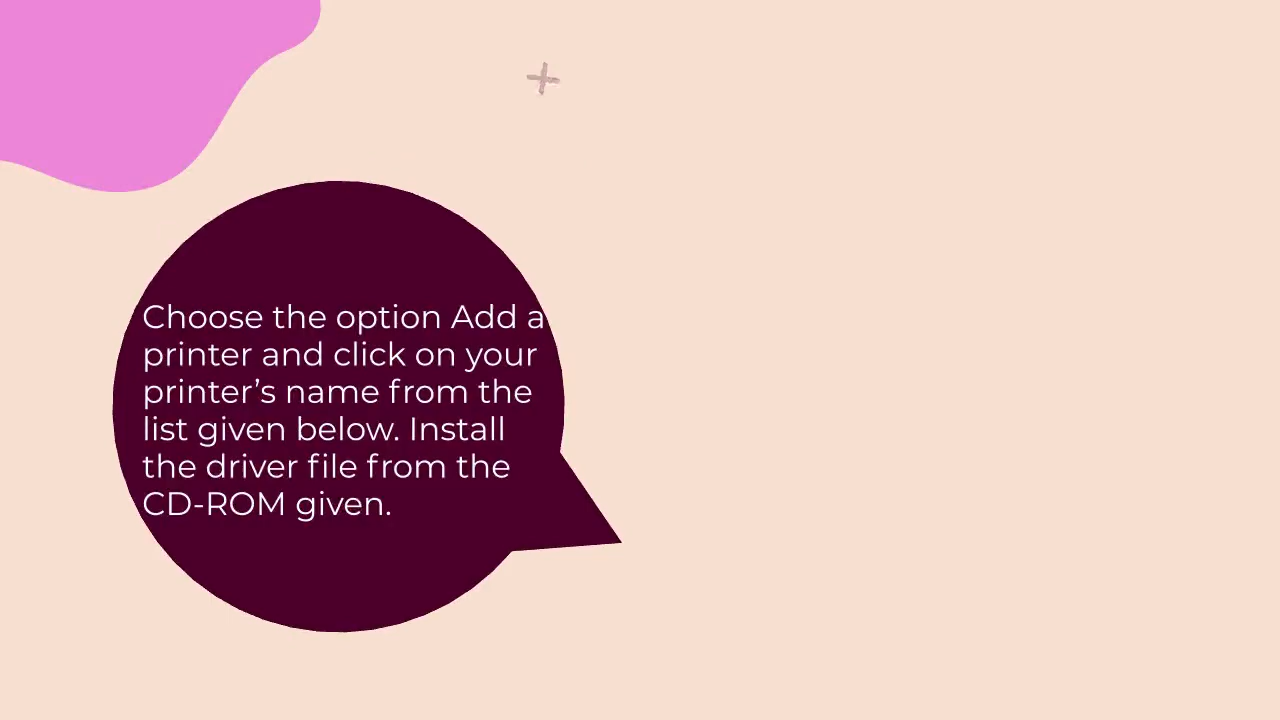 Choose the option Add a
printer and click on your
printer’s name from the
list given below. Install
the driver file from the
CD-ROM given.